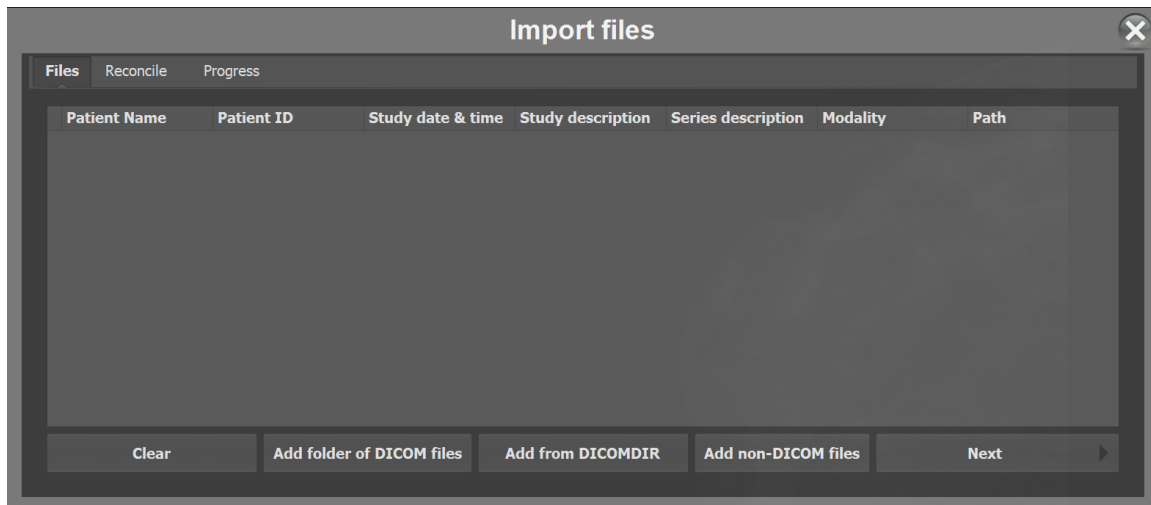 Import files
Files Reconcile Progress
Patient Name Patient ID Study date & time Study description Series description Modality Path
Clear Add folder of DICOM files Add from DICOMDIR Add non-DICOM files Next